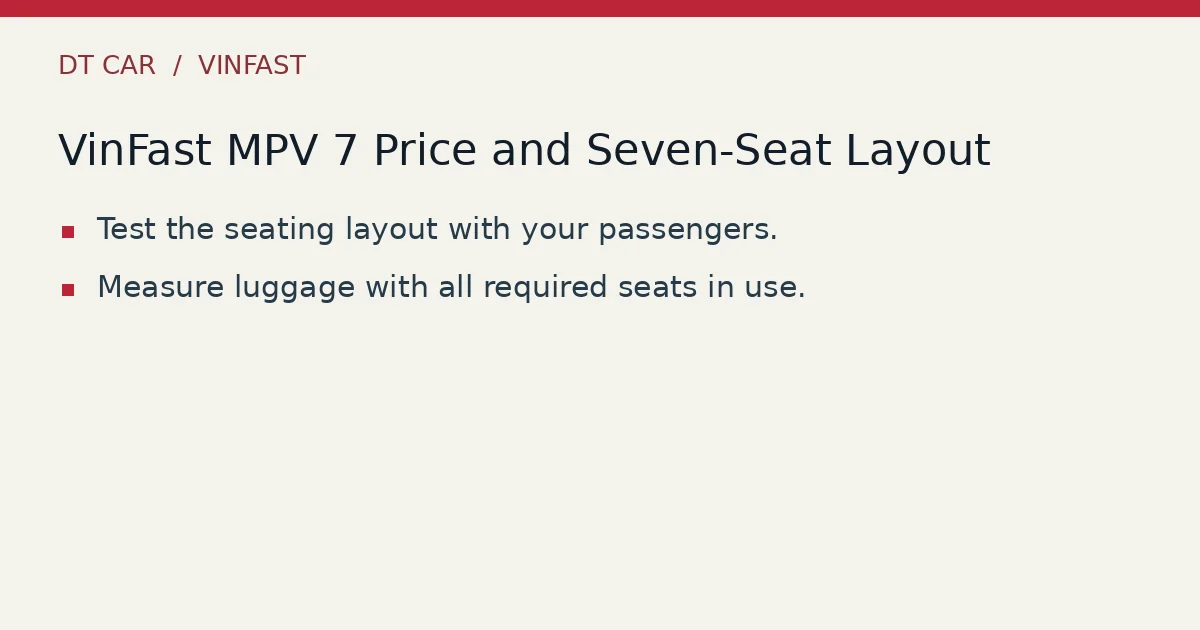 DT CAR / VINFAST
VinFast MPV 7 Price and Seven-Seat Layout
Test the seating layout with your passengers.
Measure luggage with all required seats in use.